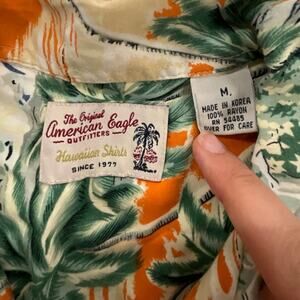 The Original
American Eagle
OUTFITTERS
Hawaiian Shirts
SINCE 1977
M.
MADE IN KOREA
100% RAYON
RN 54485
OVER FOR CARE